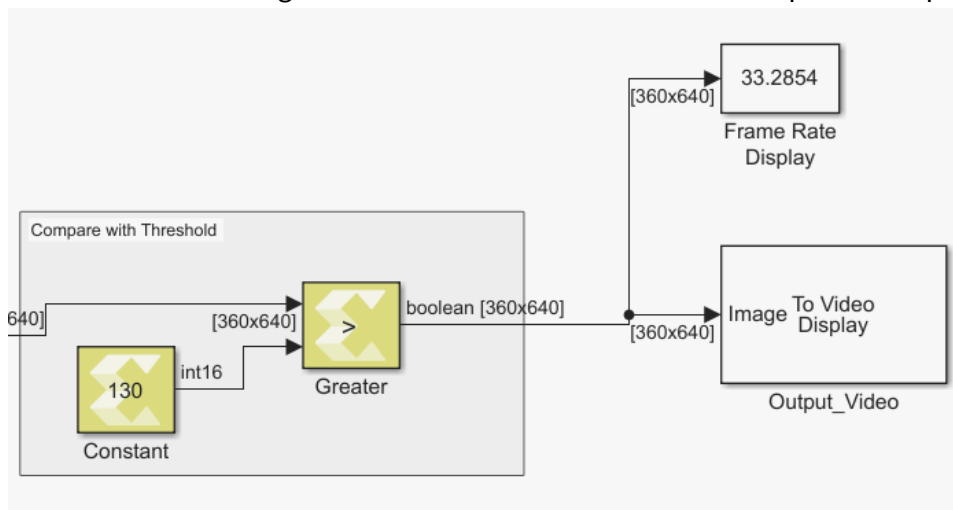 33.2854
[360x640]
Frame Rate
Display
Compare with Threshold
640]
[360x640]
>
boolean [360x640]
Greater
130
int16
Constant
[360x640]
Image
To Video
Display
Output_Video